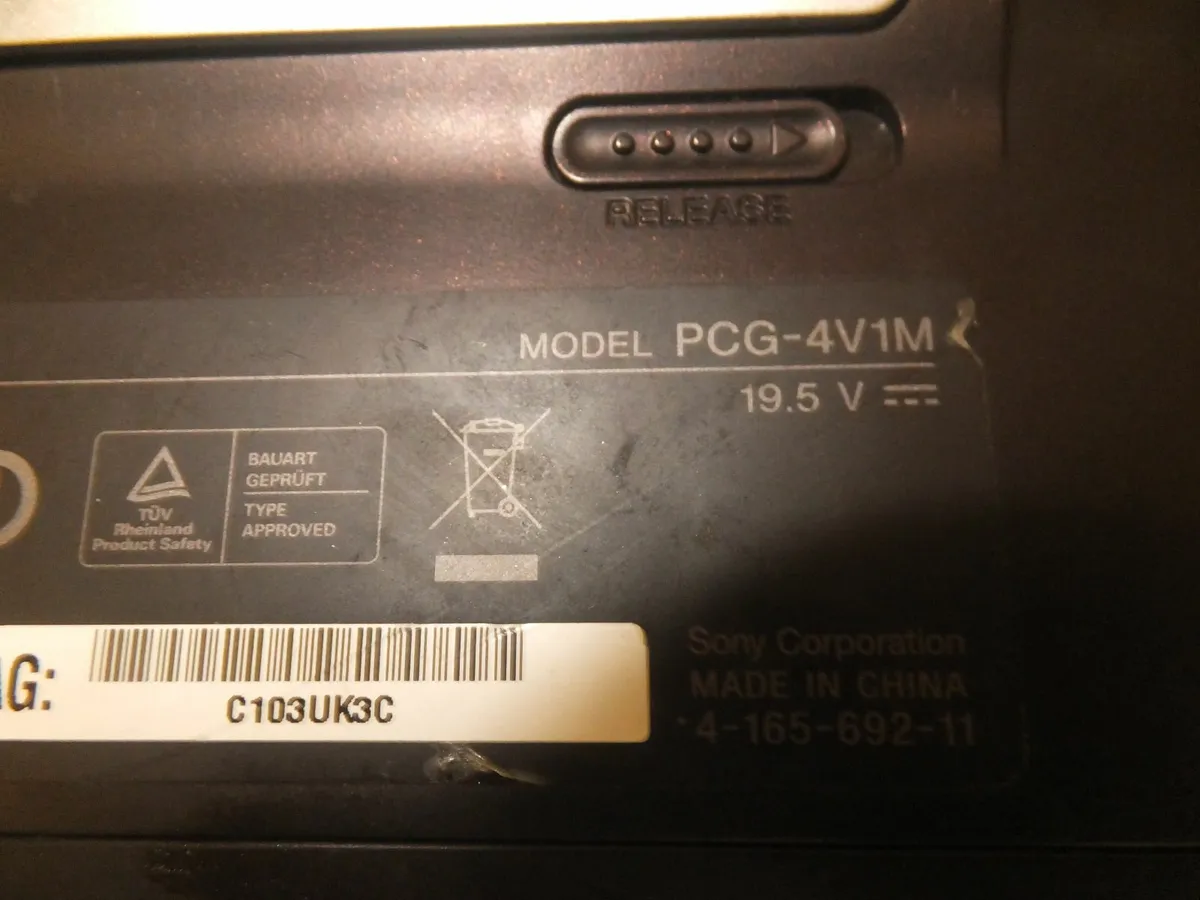 RELEASE
MODEL PCG-4V1M
19.5 V
BAUART
GEPRÜFT
TYPE
APPROVED
TÜV
Rheinland
Product Safety
G:
C103UK3C
Sony Corporation
MADE IN CHINA
4-165-692-11